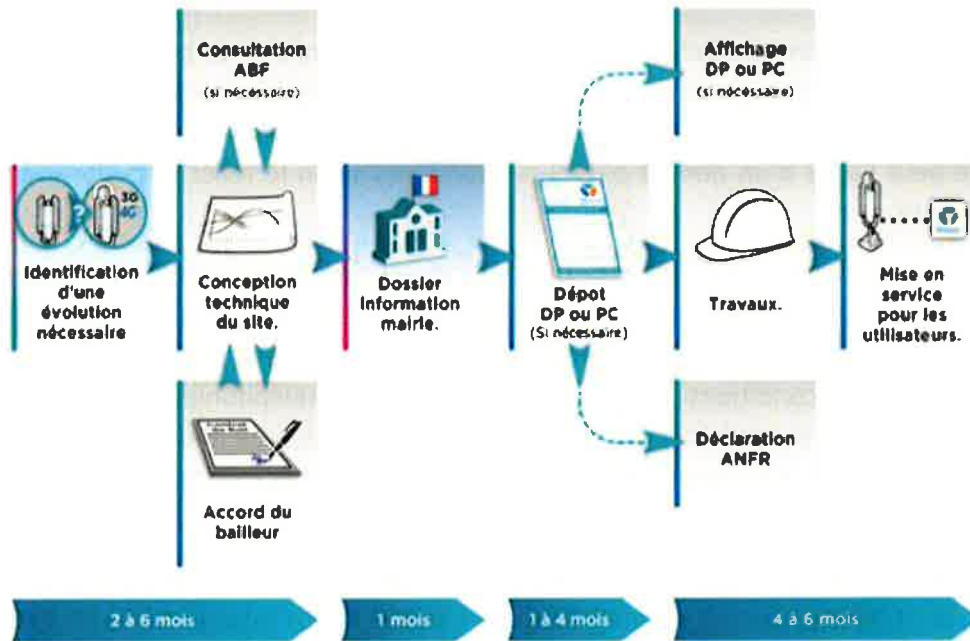 Consultation
ABF
(si nécessaire)
Affichage
DP ou PC
(si nécessaire)
?
3G
4G
Identification
d'une
évolution
nécessaire
Conception
technique
du site.
Dossier
Information
mairie.
Dépot
DP ou PC
(Si nécessaire)
Travaux.
Mise en
service
pour les
utilisateurs.
Accord du
bailleur
Déclaration
ANFR
2 à 6 mois
1 mois
1 à 4 mois
4 à 6 mois